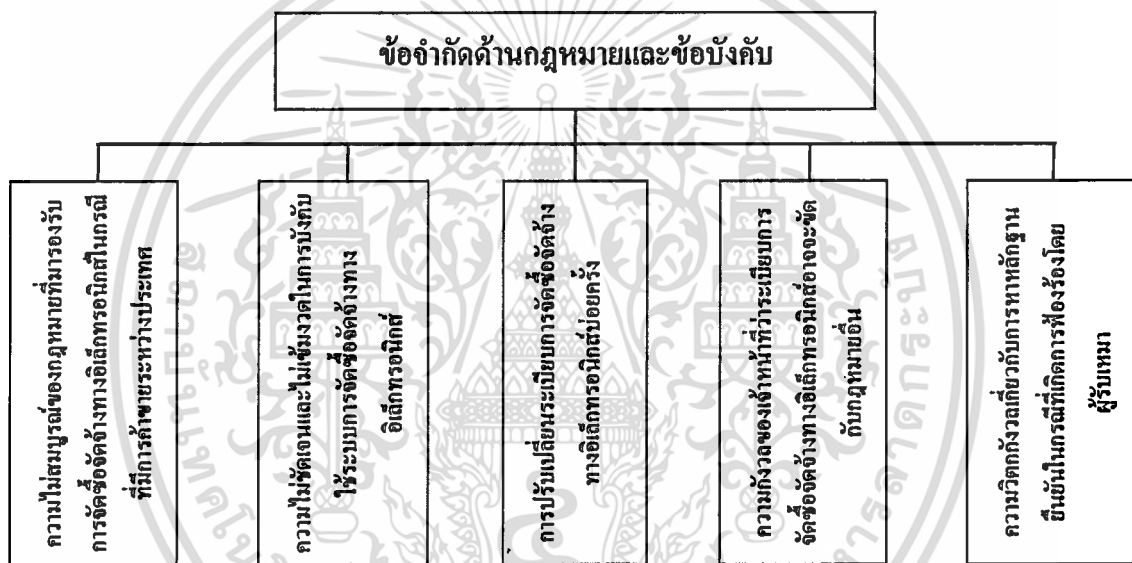 ข้อจำกัดด้านกฎหมายและข้อบังคับ
ความไม่สมบูรณ์ของกฎหมายที่มารองรับ
การจัดซื้อจัดจ้างทางอิเล็กทรอนิกส์ในกรณี
ที่มีการค้าขายระหว่างประเทศ
ความไม่ชัดเจนและไม่เข้มงวดในการบังคับ
ใช้ระบบการจัดซื้อจัดจ้างทาง
อิเล็กทรอนิกส์
การปรับเปลี่ยนระเบียบการจัดซื้อจัดจ้าง
ทางอิเล็กทรอนิกส์บ่อยครั้ง
ความกังวลของเจ้าหน้าที่ว่าระเบียบการ
จัดซื้อจัดจ้างทางอิเล็กทรอนิกส์อาจจะขัด
กับกฎหมายอื่น
ความวิตกกังวลเกี่ยวกับการหาหลักฐาน
ยืนยันในกรณีที่เกิดการฟ้องร้องโดย
ผู้รับเหมา